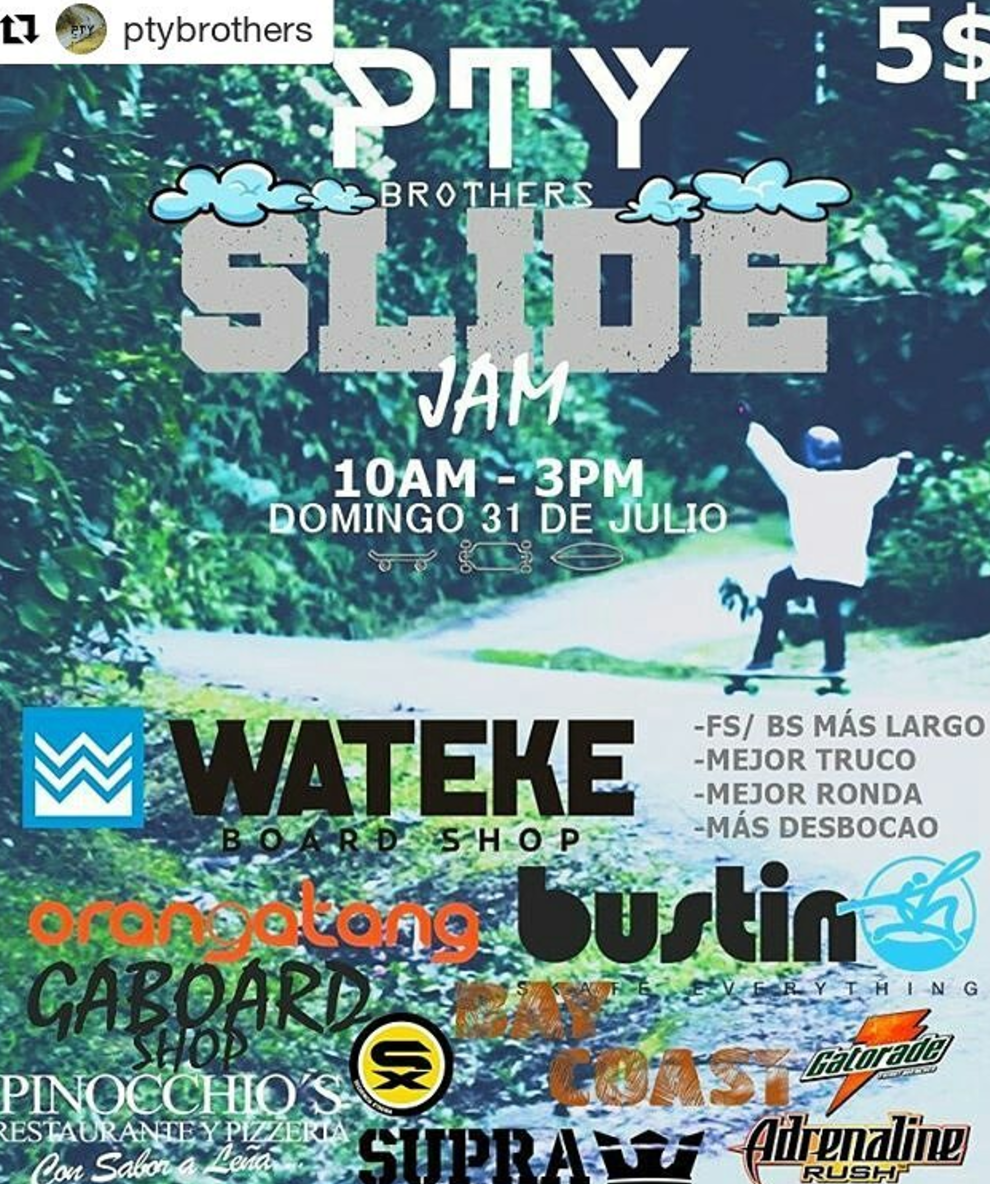 ptybrothers
5$
PTY
BROTHERS
SLIDE
JAM
10AM - 3PM
DOMINGO 31 DE JULIO
WATEKE
BOARD SHOP
-FS/ BS MÁS LARGO
-MEJOR TRUCO
-MEJOR RONDA
-MÁS DESBOCAO
orangatang
bustin
SKATE EVERYTHING
GABOARD
SHOP
BAY
COAST
SX
Gatorade
PINOCCHIO´S
RESTAURANTE Y PIZZERIA
Con Sabor a Leña...
SUPRA
Adrenaline
RUSH